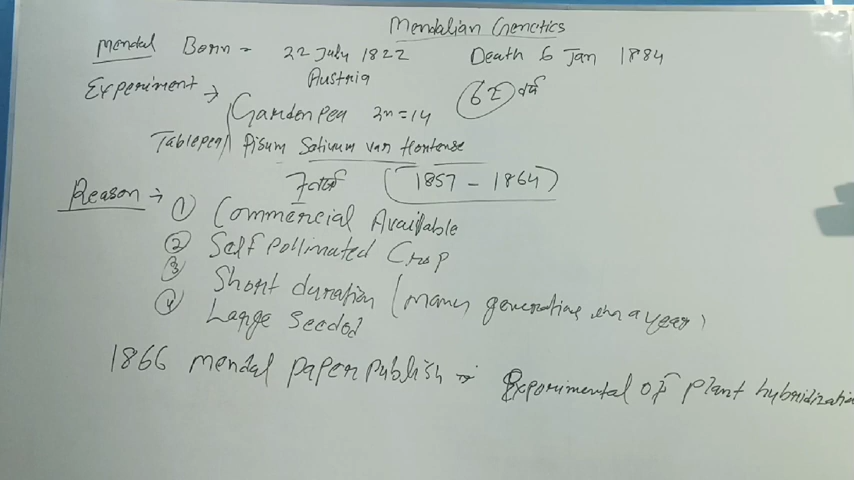 Mendalian Genetics
Mendal Born = 22 July 1822 Death 6 Jan 1884
Austria
Experiment → 62 वर्ष
Garden pea 2n=14
Tablepea Pisum Sativum var Hortense
7 वर्ष (1857 - 1864)
Reason →
① Commercial Available
② Self pollinated Crop
③ Short duration (many generation in a year)
④ Large Seeded
1866 mendal paper publish → Experimental of plant hybridization